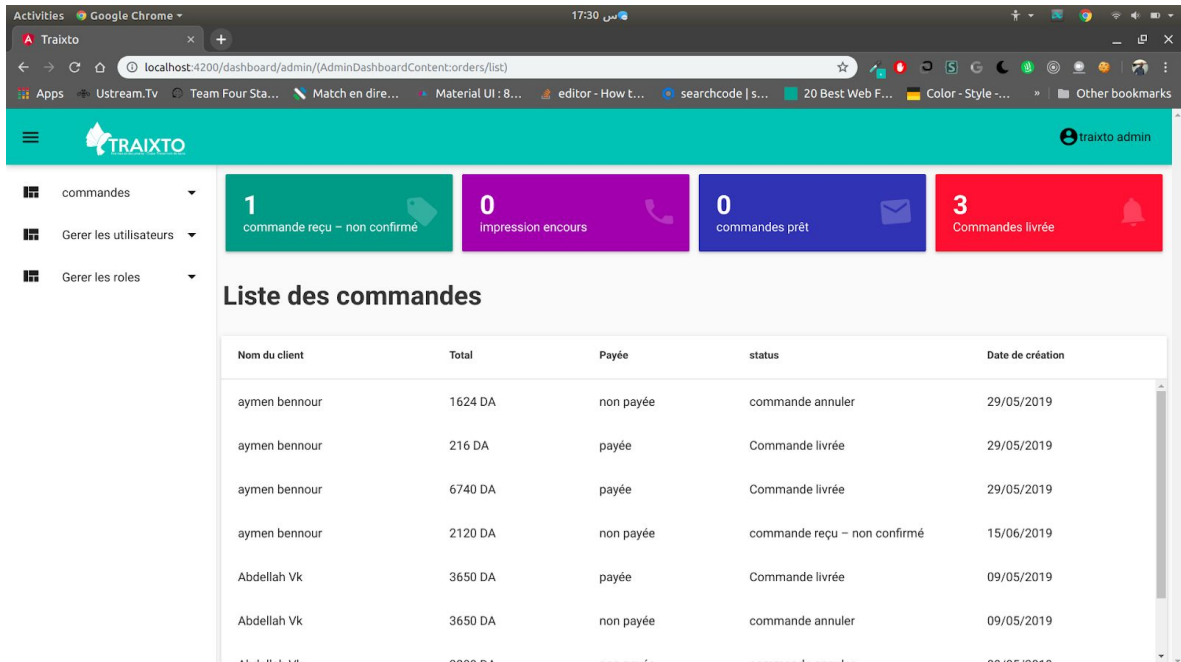 Activities Google Chrome 17:30 س
Traixto
localhost:4200/dashboard/admin/(AdminDashboardContent:orders/list)
Apps Ustream.Tv Team Four Sta... Match en dire... Material UI : 8... editor - How t... searchcode | s... 20 Best Web F... Color - Style -... » Other bookmarks
TRAIXTO traixto admin
commandes
Gerer les utilisateurs
Gerer les roles
1
commande reçu – non confirmé
0
impression encours
0
commandes prêt
3
Commandes livrée
Liste des commandes
Nom du client Total Payée status Date de création
aymen bennour 1624 DA non payée commande annuler 29/05/2019
aymen bennour 216 DA payée Commande livrée 29/05/2019
aymen bennour 6740 DA payée Commande livrée 29/05/2019
aymen bennour 2120 DA non payée commande reçu – non confirmé 15/06/2019
Abdellah Vk 3650 DA payée Commande livrée 09/05/2019
Abdellah Vk 3650 DA non payée commande annuler 09/05/2019